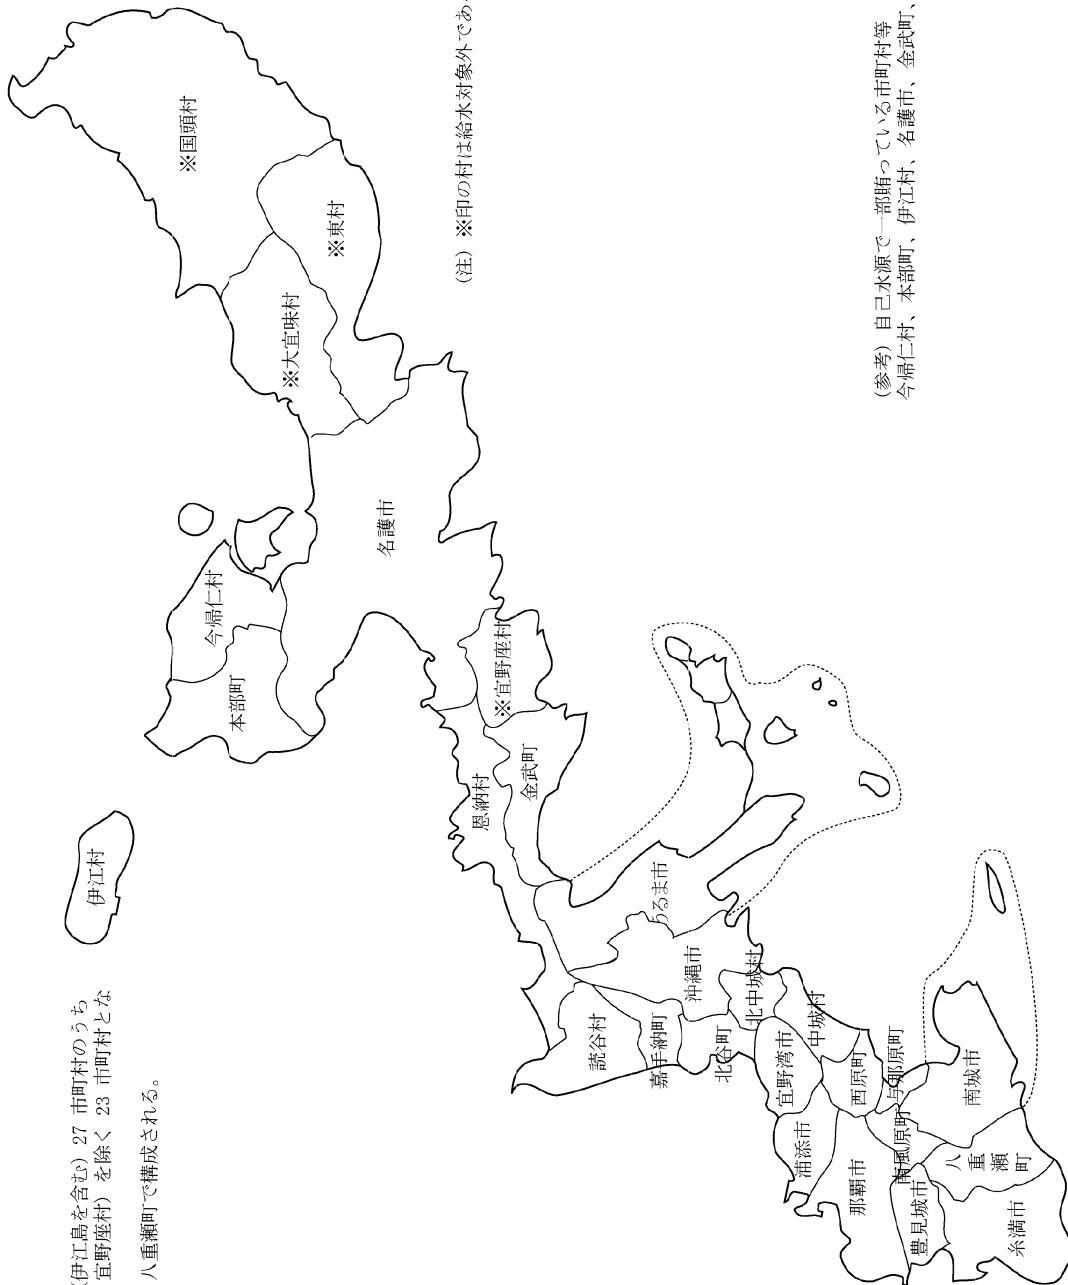 （伊江島を含む）27 市町村のうち
宜野座村）を除く 23 市町村とな
八重瀬町で構成される。
伊江村
本部町
今帰仁村
※国頭村
※大宜味村
※東村
名護市
※宜野座村
恩納村
金武町
うるま市
読谷村
嘉手納町
沖縄市
北谷町
北中城村
宜野湾市
中城村
浦添市
西原町
那覇市
与那原町
南風原町
豊見城市
南城市
八重瀬町
糸満市
（注）※印の村は給水対象外であ
（参考）自己水源で一部賄っている市町村等
今帰仁村、本部町、伊江村、名護市、金武町、